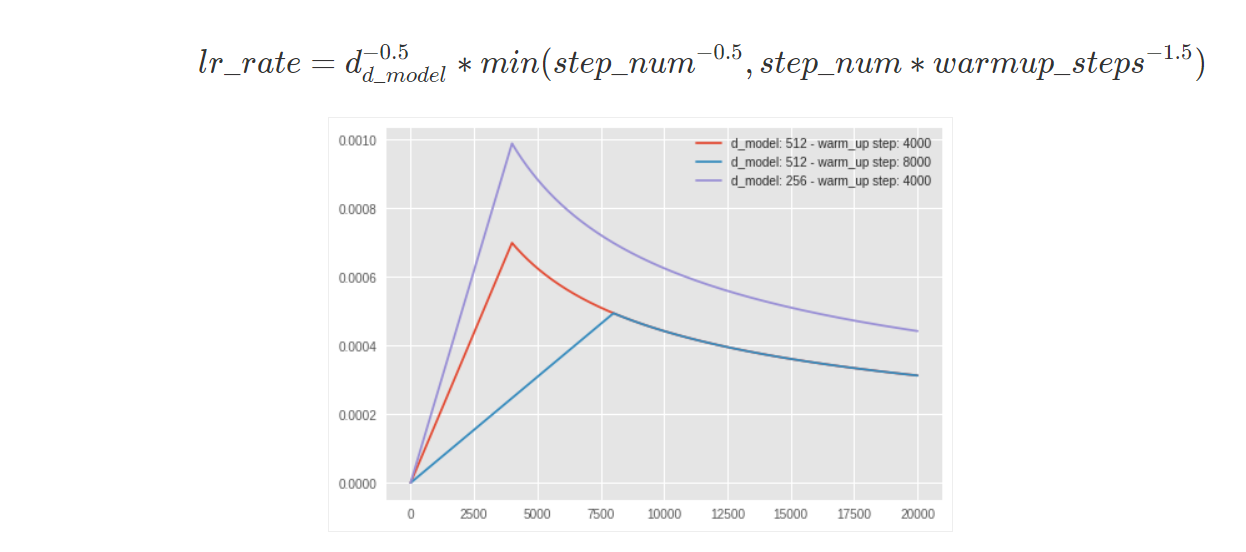 lr_rate = d_{d_model}^{-0.5} * min(step_num^{-0.5}, step_num * warmup_steps^{-1.5})
0.0010
0.0008
0.0006
0.0004
0.0002
0.0000
d_model: 512 - warm_up step: 4000
d_model: 512 - warm_up step: 8000
d_model: 256 - warm_up step: 4000
0 2500 5000 7500 10000 12500 15000 17500 20000